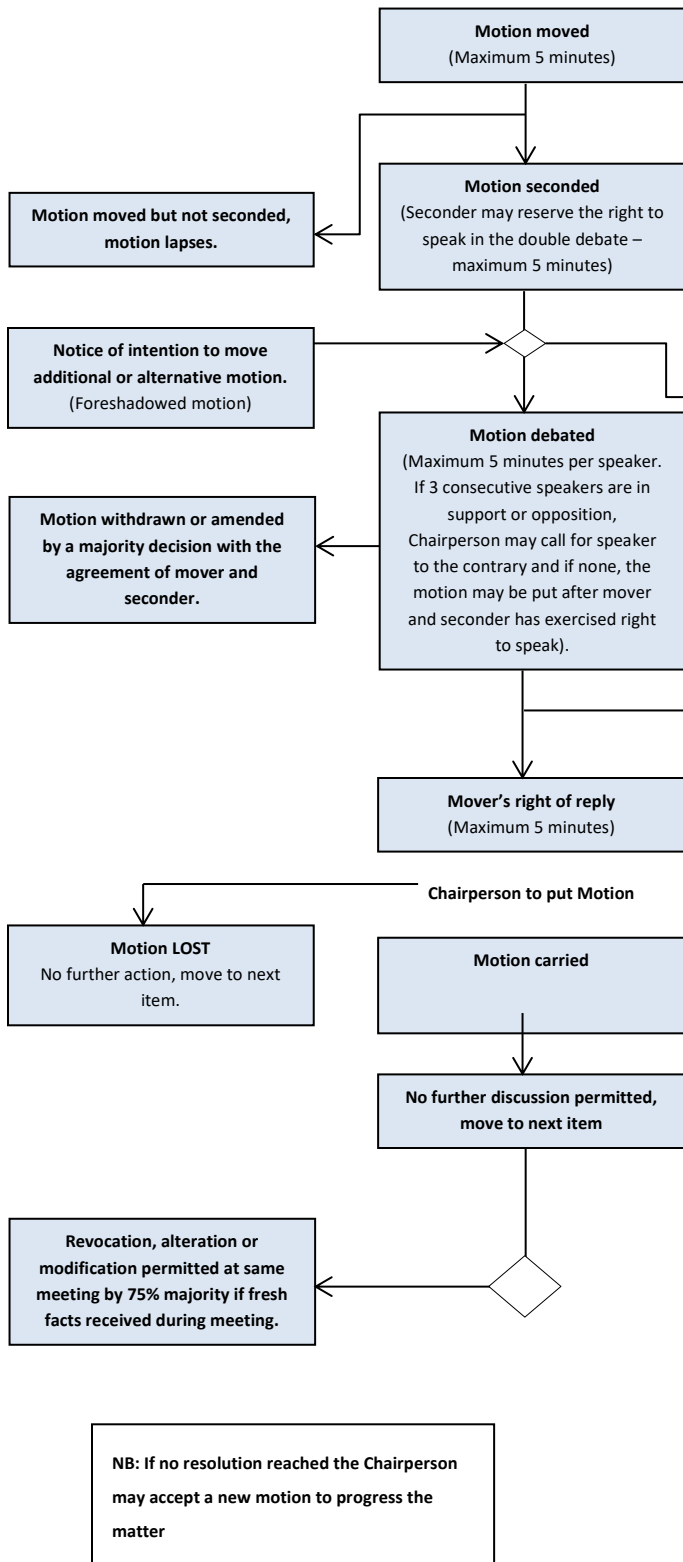 Motion moved
(Maximum 5 minutes)
Motion seconded
(Seconder may reserve the right to
speak in the double debate –
maximum 5 minutes)
Motion moved but not seconded,
motion lapses.
Notice of intention to move
additional or alternative motion.
(Foreshadowed motion)
Motion debated
(Maximum 5 minutes per speaker.
If 3 consecutive speakers are in
support or opposition,
Chairperson may call for speaker
to the contrary and if none, the
motion may be put after mover
and seconder has exercised right
to speak).
Motion withdrawn or amended
by a majority decision with the
agreement of mover and
seconder.
Mover’s right of reply
(Maximum 5 minutes)
Chairperson to put Motion
Motion LOST
No further action, move to next
item.
Motion carried
No further discussion permitted,
move to next item
Revocation, alteration or
modification permitted at same
meeting by 75% majority if fresh
facts received during meeting.
NB: If no resolution reached the Chairperson
may accept a new motion to progress the
matter